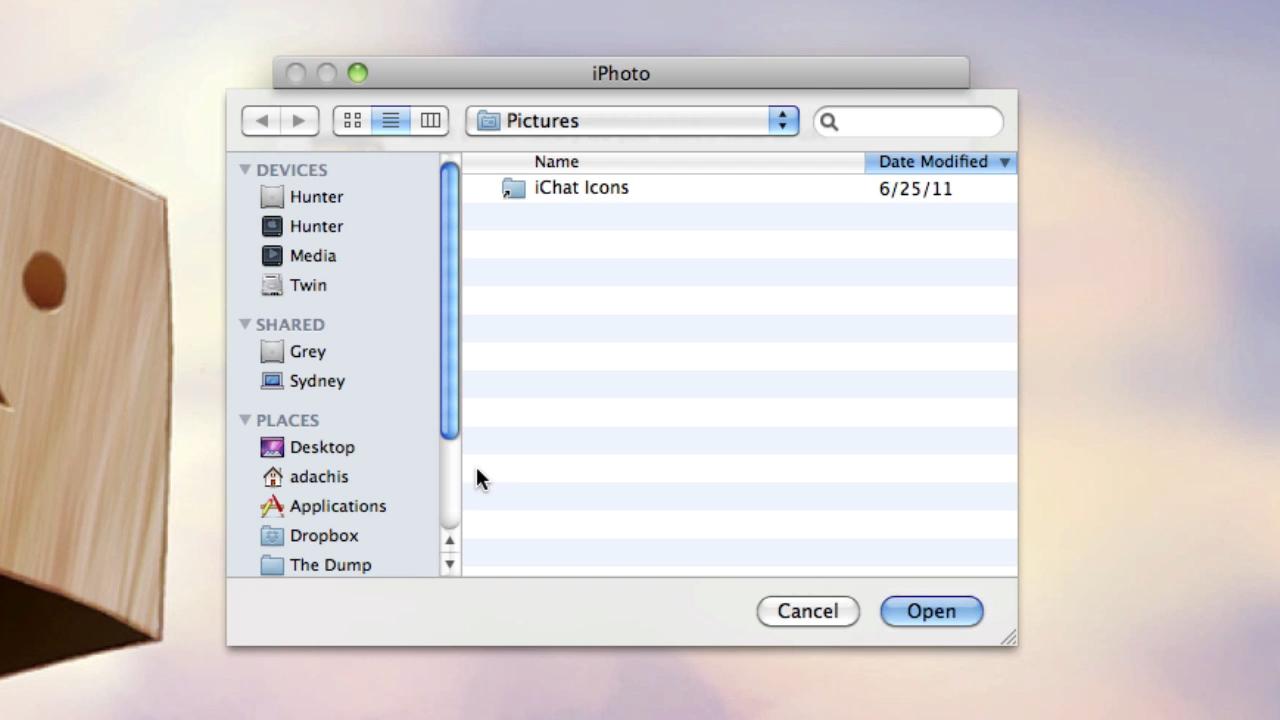 iPhoto
Pictures
DEVICES
Hunter
Hunter
Media
Twin
SHARED
Grey
Sydney
PLACES
Desktop
adachis
Applications
Dropbox
The Dump
Name Date Modified
iChat Icons 6/25/11
Cancel Open